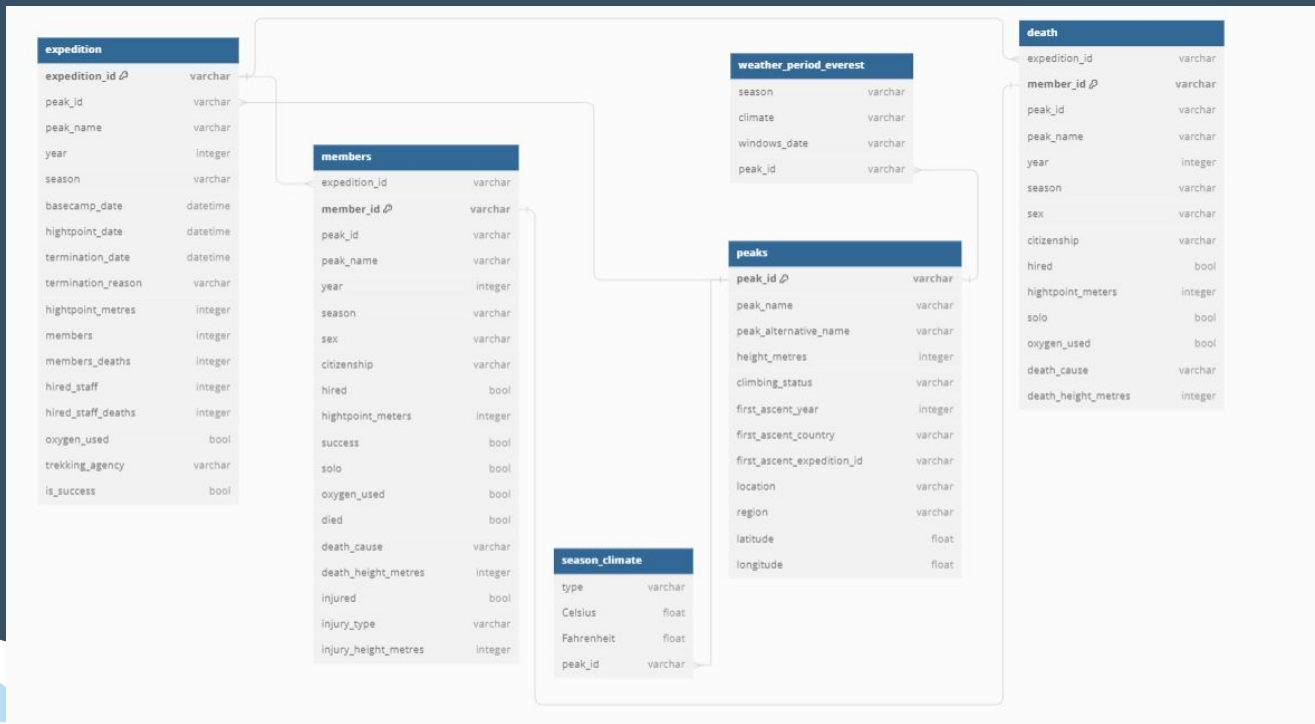 expedition
expedition_id varchar
peak_id varchar
peak_name varchar
year integer
season varchar
basecamp_date datetime
hightpoint_date datetime
termination_date datetime
termination_reason varchar
hightpoint_metres integer
members integer
members_deaths integer
hired_staff integer
hired_staff_deaths integer
oxygen_used bool
trekking_agency varchar
is_success bool
members
expedition_id varchar
member_id varchar
peak_id varchar
peak_name varchar
year integer
season varchar
sex varchar
citizenship varchar
hired bool
hightpoint_meters integer
success bool
solo bool
oxygen_used bool
died bool
death_cause varchar
death_height_metres integer
injured bool
injury_type varchar
injury_height_metres integer
season_climate
type varchar
Celsius float
Fahrenheit float
peak_id varchar
weather_period_everest
season varchar
climate varchar
windows_date varchar
peak_id varchar
peaks
peak_id varchar
peak_name varchar
peak_alternative_name varchar
height_metres integer
climbing_status varchar
first_ascent_year integer
first_ascent_country varchar
first_ascent_expedition_id varchar
location varchar
region varchar
latitude float
longitude float
death
expedition_id varchar
member_id varchar
peak_id varchar
peak_name varchar
year integer
season varchar
sex varchar
citizenship varchar
hired bool
hightpoint_meters integer
solo bool
oxygen_used bool
death_cause varchar
death_height_metres integer